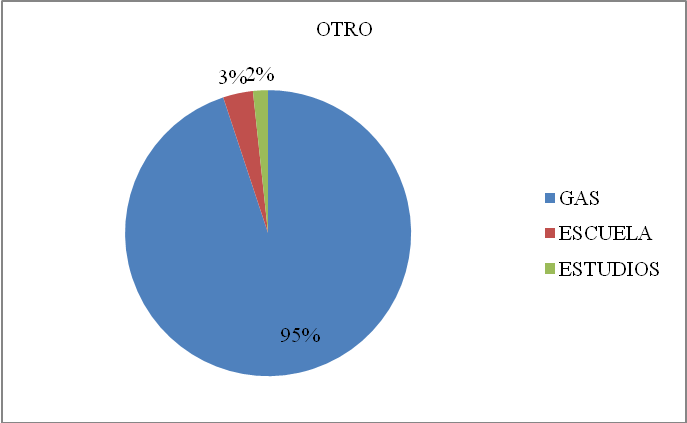 OTRO
3%
2%
GAS
ESCUELA
ESTUDIOS
95%